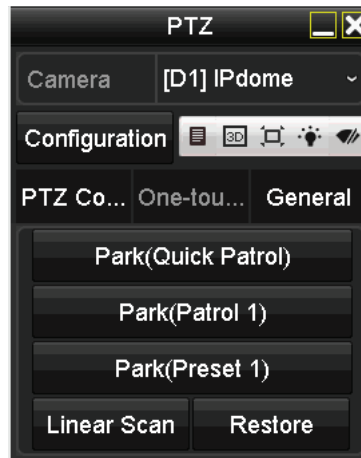 PTZ
Camera [D1] IPdome
Configuration 3D
PTZ Co... One-tou... General
Park(Quick Patrol)
Park(Patrol 1)
Park(Preset 1)
Linear Scan Restore